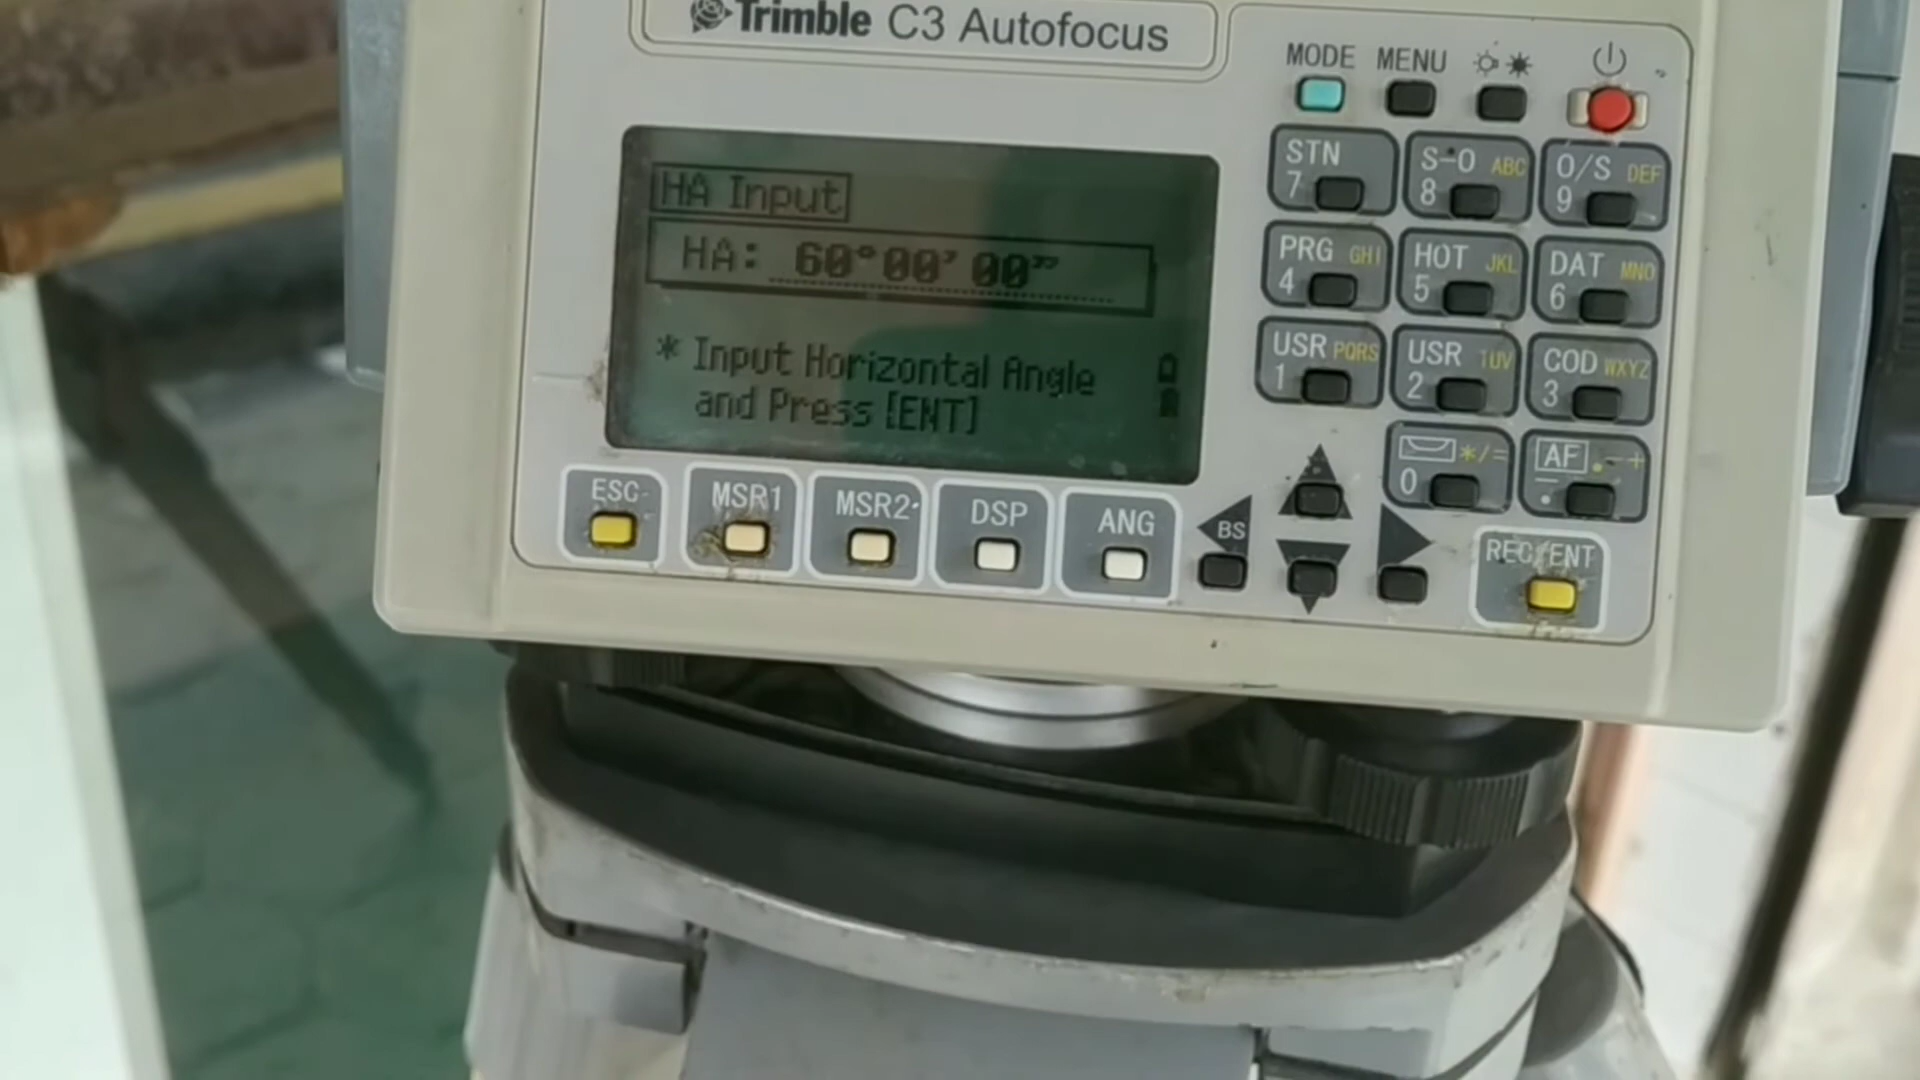 Trimble C3 Autofocus
MODE MENU
HA Input
HA: 60°00'00"
* Input Horizontal Angle
and Press [ENT]
STN
7
S-O ABC
8
O/S DEF
9
PRG GHI
4
HOT JKL
5
DAT MNO
6
USR PQRS
1
USR TUV
2
COD WXYZ
3
*/=
0
AF .-+
ESC
MSR1
MSR2
DSP
ANG
BS
REC/ENT